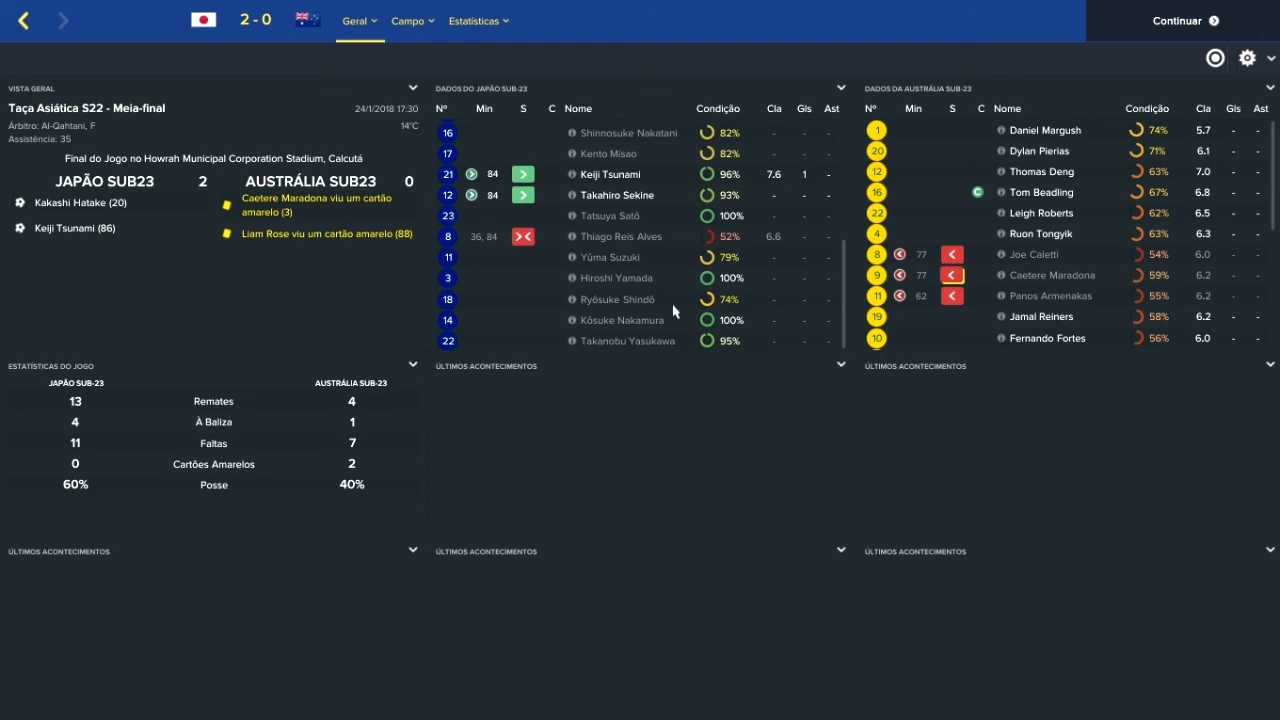 2 - 0
Geral
Campo
Estatísticas
Continuar
VISTA GERAL
Taça Asiática S22 - Meia-final
24/1/2018 17:30
Árbitro: Al-Qahtani, F
14°C
Assistência: 35
Final do Jogo no Howrah Municipal Corporation Stadium, Calcutá
JAPÃO SUB23 2 AUSTRÁLIA SUB23 0
Kakashi Hatake (20)
Keiji Tsunami (86)
Caetere Maradona viu um cartão
amarelo (3)
Liam Rose viu um cartão amarelo (88)
DADOS DO JAPÃO SUB-23
Nº Min S C Nome Condição Cla Gls Ast
16 Shinnosuke Nakatani 82% - - -
17 Kento Misao 82% - - -
21 84 Keiji Tsunami 96% 7.6 1 -
12 84 Takahiro Sekine 93% - - -
23 Tatsuya Satō 100% - - -
8 36, 84 Thiago Reis Alves 52% 6.6 - -
11 Yūma Suzuki 79% - - -
3 Hiroshi Yamada 100% - - -
18 Ryōsuke Shindō 74% - - -
14 Kōsuke Nakamura 100% - - -
22 Takanobu Yasukawa 95% - - -
DADOS DA AUSTRÁLIA SUB-23
Nº Min S C Nome Condição Cla Gls Ast
1 Daniel Margush 74% 5.7 - -
20 Dylan Pierias 71% 6.1 - -
12 Thomas Deng 63% 7.0 - -
16 C Tom Beadling 67% 6.8 - -
22 Leigh Roberts 62% 6.5 - -
4 Ruon Tongyik 63% 6.3 - -
8 77 Joe Caletti 54% 6.0 - -
9 77 Caetere Maradona 59% 6.2 - -
11 62 Panos Armenakas 55% 6.2 - -
19 Jamal Reiners 58% 6.2 - -
10 Fernando Fortes 56% 6.0 - -
ESTATÍSTICAS DO JOGO
JAPÃO SUB-23 AUSTRÁLIA SUB-23
13 Remates 4
4 À Baliza 1
11 Faltas 7
0 Cartões Amarelos 2
60% Posse 40%
ÚLTIMOS ACONTECIMENTOS
ÚLTIMOS ACONTECIMENTOS
ÚLTIMOS ACONTECIMENTOS
ÚLTIMOS ACONTECIMENTOS
ÚLTIMOS ACONTECIMENTOS